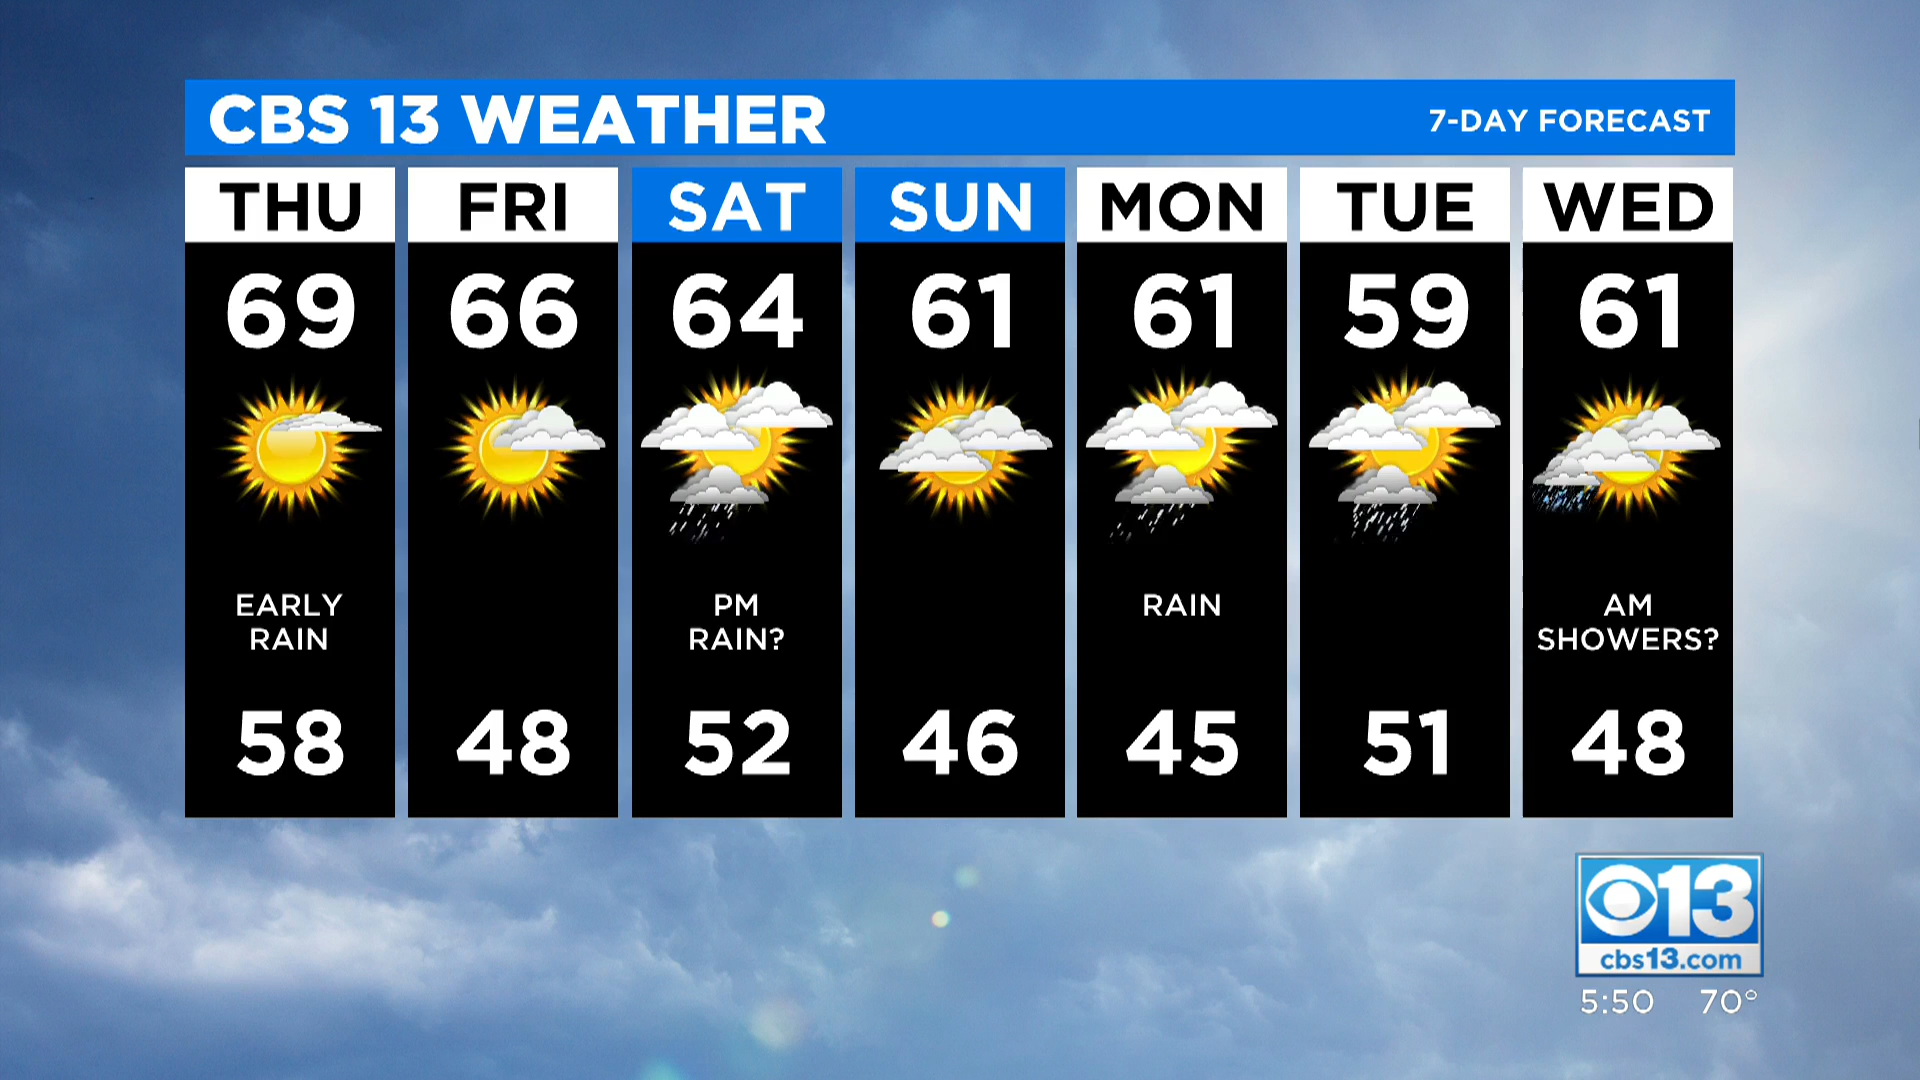 CBS 13 WEATHER
7-DAY FORECAST
THU
69
EARLY
RAIN
58
FRI
66
48
SAT
64
PM
RAIN?
52
SUN
61
46
MON
61
RAIN
45
TUE
59
51
WED
61
AM
SHOWERS?
48
13
cbs13.com
5:50 70°